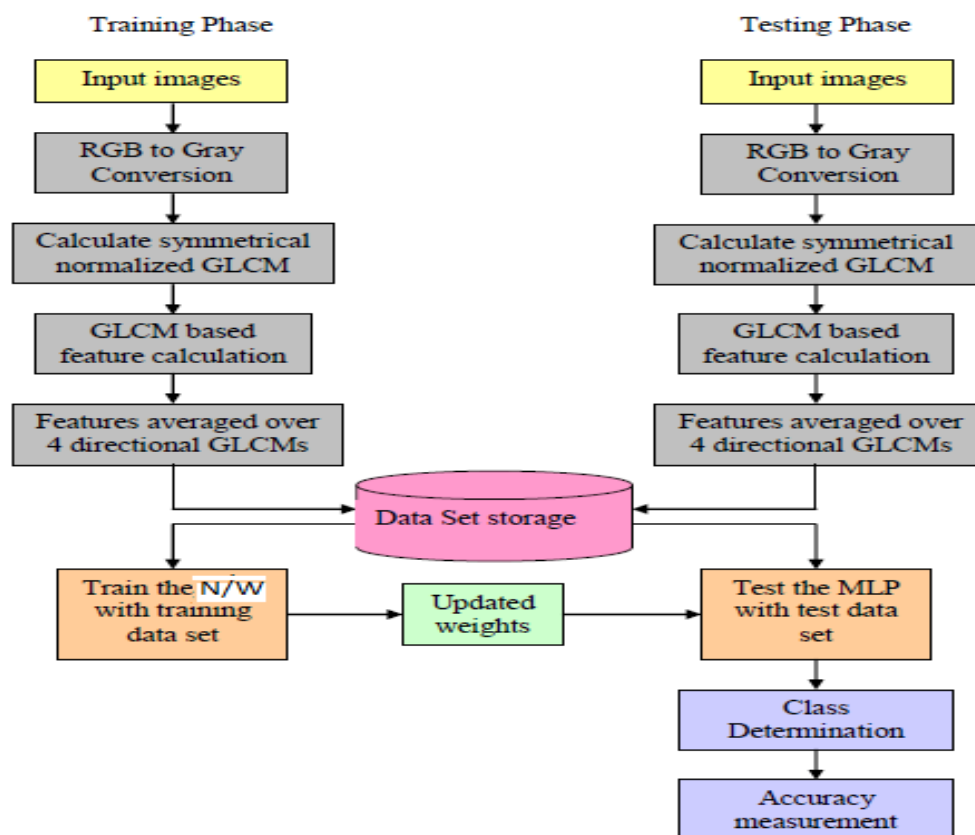 Training Phase
Testing Phase
Input images
Input images
RGB to Gray
Conversion
RGB to Gray
Conversion
Calculate symmetrical
normalized GLCM
Calculate symmetrical
normalized GLCM
GLCM based
feature calculation
GLCM based
feature calculation
Features averaged over
4 directional GLCMs
Features averaged over
4 directional GLCMs
Data Set storage
Train the N/W
with training
data set
Updated
weights
Test the MLP
with test data
set
Class
Determination
Accuracy
measurement